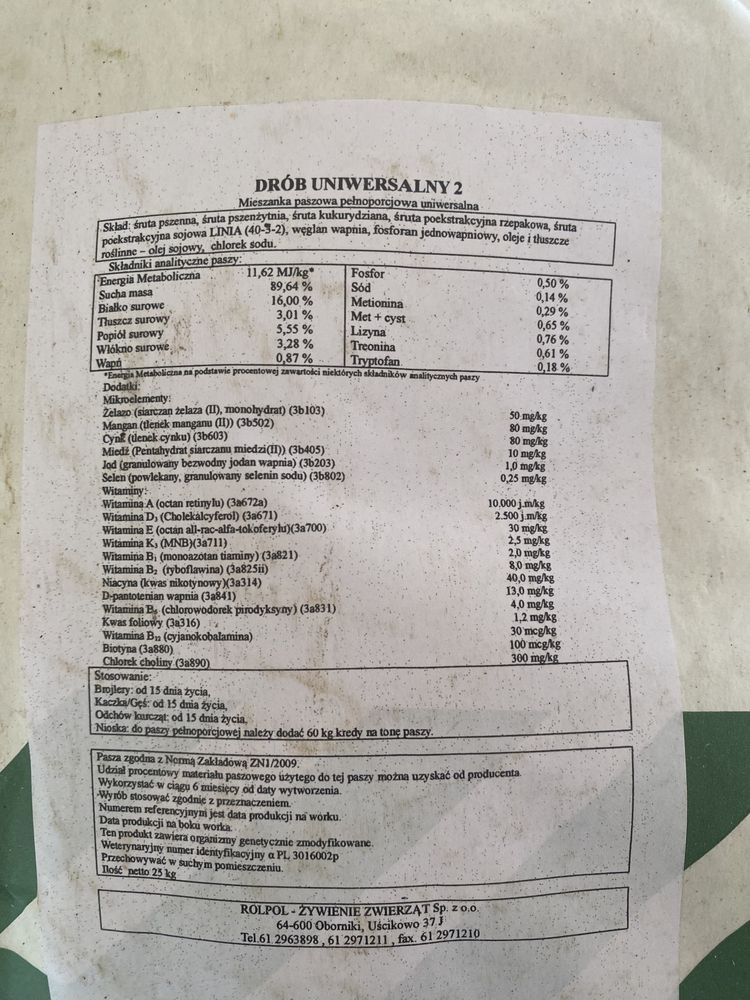 DRÓB UNIWERSALNY 2
Mieszanka paszowa pełnoporcjowa uniwersalna
Skład: śruta pszenna, śruta pszenżytnia, śruta kukurydziana, śruta poekstrakcyjna rzepakowa, śruta
poekstrakcyjna sojowa LINIA (40-3-2), węglan wapnia, fosforan jednowapniowy, oleje i tłuszcze
roślinne – olej sojowy, chlorek sodu.
Składniki analityczne paszy:
Energia Metaboliczna 11,62 MJ/kg*
Sucha masa 89,64 %
Białko surowe 16,00 %
Tłuszcz surowy 3,01 %
Popiół surowy 5,55 %
Włókno surowe 3,28 %
Wapń 0,87 %
Fosfor 0,50 %
Sód 0,14 %
Metionina 0,29 %
Met + cyst 0,65 %
Lizyna 0,76 %
Treonina 0,61 %
Tryptofan 0,18 %
*Energia Metaboliczna na podstawie procentowej zawartości niektórych składników analitycznych paszy
Dodatki:
Mikroelementy:
Żelazo (siarczan żelaza (II), monohydrat) (3b103) 50 mg/kg
Mangan (tlenek manganu (II)) (3b502) 80 mg/kg
Cynk (tlenek cynku) (3b603) 80 mg/kg
Miedź (Pentahydrat siarczanu miedzi(II)) (3b405) 10 mg/kg
Jod (granulowany bezwodny jodan wapnia) (3b203) 1,0 mg/kg
Selen (powlekany, granulowany selenin sodu) (3b802) 0,25 mg/kg
Witaminy:
Witamina A (octan retinylu) (3a672a) 10.000 j.m/kg
Witamina D₃ (Cholekalcyferol) (3a671) 2.500 j.m/kg
Witamina E (octan all-rac-alfa-tokoferylu)(3a700) 30 mg/kg
Witamina K₃ (MNB)(3a711) 2,5 mg/kg
Witamina B₁ (monoazotan tiaminy) (3a821) 2,0 mg/kg
Witamina B₂ (ryboflawina) (3a825ii) 8,0 mg/kg
Niacyna (kwas nikotynowy)(3a314) 40,0 mg/kg
D-pantotenian wapnia (3a841) 13,0 mg/kg
Witamina B₆ (chlorowodorek pirodyksyny) (3a831) 4,0 mg/kg
Kwas foliowy (3a316) 1,2 mg/kg
Witamina B₁₂ (cyjanokobalamina) 30 mcg/kg
Biotyna (3a880) 100 mcg/kg
Chlorek choliny (3a890) 300 mg/kg
Stosowanie:
Brojlery: od 15 dnia życia,
Kaczka/Gęś: od 15 dnia życia,
Odchów kurcząt: od 15 dnia życia,
Nioska: do paszy pełnoporcjowej należy dodać 60 kg kredy na tonę paszy.
Pasza zgodna z Normą Zakładową ZN1/2009.
Udział procentowy materiału paszowego użytego do tej paszy można uzyskać od producenta.
Wykorzystać w ciągu 6 miesięcy od daty wytworzenia.
Wyrób stosować zgodnie z przeznaczeniem.
Numerem referencyjnym jest data produkcji na worku.
Data produkcji na boku worka.
Ten produkt zawiera organizmy genetycznie zmodyfikowane.
Weterynaryjny numer identyfikacyjny α PL 3016002p
Przechowywać w suchym pomieszczeniu.
Ilość netto 25 kg
ROLPOL - ŻYWIENIE ZWIERZĄT Sp. z o.o.
64-600 Oborniki, Uścikowo 37 J
Tel.61 2963898 , 61 2971211 , fax. 61 2971210